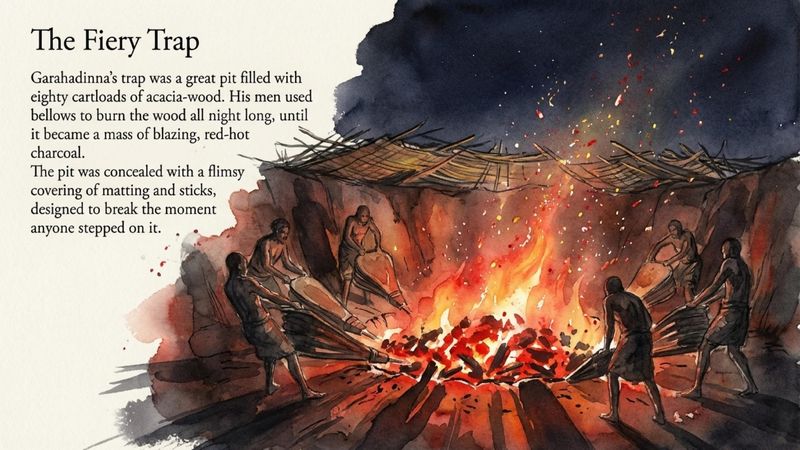 The Fiery Trap
Garahadinna’s trap was a great pit filled with
eighty cartloads of acacia-wood. His men used
bellows to burn the wood all night long, until
it became a mass of blazing, red-hot
charcoal.
The pit was concealed with a flimsy
covering of matting and sticks,
designed to break the moment
anyone stepped on it.